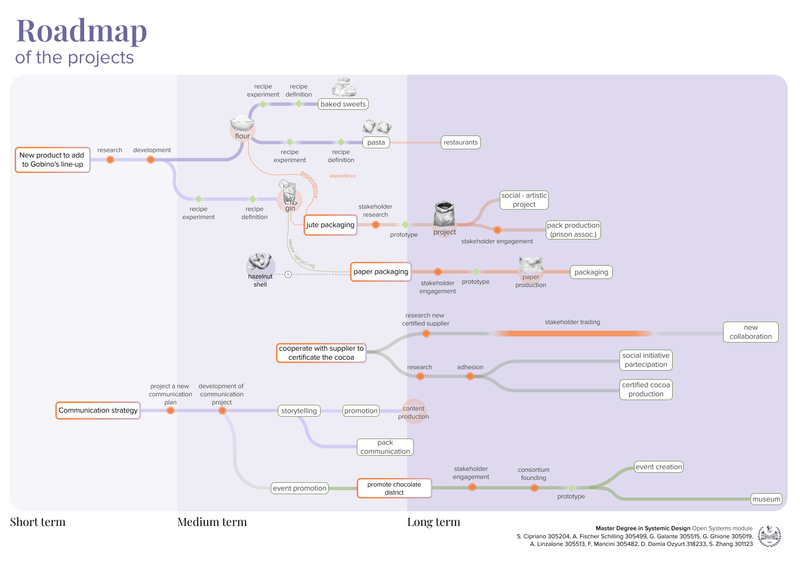 Roadmap
of the projects
recipe
experiment
recipe
definition
baked sweets
flour
pasta
restaurants
recipe
experiment
recipe
definition
New product to add
to Gobino's line-up
research
development
dependence
dependence
recipe
experiment
recipe
definition
gin
jute packaging
stakeholder
research
prototype
project
social - artistic
project
stakeholder engagement
pack production
(prison assoc.)
hazelnut
shell
paper packaging
stakeholder
engagement
prototype
paper
production
packaging
research new
certified supplier
stakeholder trading
new
collaboration
cooperate with supplier to
certificate the cocoa
research
adhesion
social initiative
partecipation
certified cocoa
production
Communication strategy
project a new
communication
plan
development of
communication
project
storytelling
promotion
content
production
pack
communication
event promotion
promote chocolate
district
stakeholder
engagement
consortium
founding
prototype
event creation
museum
Short term
Medium term
Long term
Master Degree in Systemic Design Open Systems module
S. Cipriano 305204, A. Fischer Schilling 305499, G. Galante 305515, G. Ghione 305019,
A. Linzalone 305513, F. Mancini 305482, D. Damla Ozyurt 318233, S. Zhang 301123